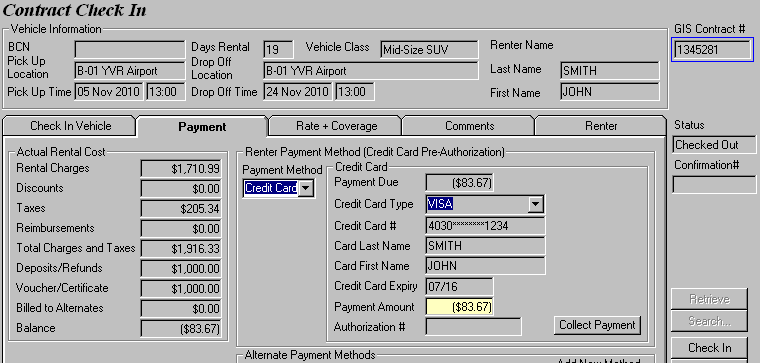 Contract Check In
Vehicle Information
BCN Days Rental 19 Vehicle Class Mid-Size SUV Renter Name GIS Contract #
1345281
Pick Up Location B-01 YVR Airport Drop Off Location B-01 YVR Airport Last Name SMITH
Pick Up Time 05 Nov 2010 13:00 Drop Off Time 24 Nov 2010 13:00 First Name JOHN
Check In Vehicle Payment Rate + Coverage Comments Renter
Status
Checked Out
Confirmation#
Actual Rental Cost
Rental Charges $1,710.99
Discounts $0.00
Taxes $205.34
Reimbursements $0.00
Total Charges and Taxes $1,916.33
Deposits/Refunds $1,000.00
Voucher/Certificate $1,000.00
Billed to Alternates $0.00
Balance ($83.67)
Renter Payment Method (Credit Card Pre-Authorization)
Payment Method
Credit Card
Credit Card
Payment Due ($83.67)
Credit Card Type VISA
Credit Card # 4030********1234
Card Last Name SMITH
Card First Name JOHN
Credit Card Expiry 07/16
Payment Amount ($83.67)
Authorization # Collect Payment
Retrieve
Search...
Check In
Alternate Payment Methods
Add New Method